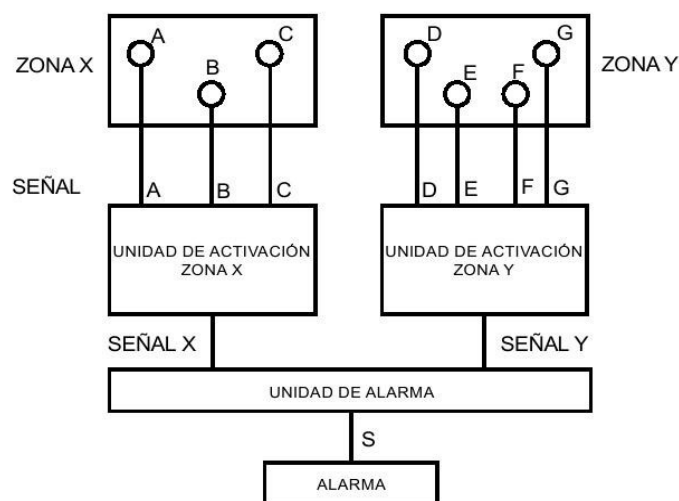 A
C
D
G
ZONA X
B
E
F
ZONA Y
SEÑAL
A
B
C
D
E
F
G
UNIDAD DE ACTIVACIÓN
ZONA X
UNIDAD DE ACTIVACIÓN
ZONA Y
SEÑAL X
SEÑAL Y
UNIDAD DE ALARMA
S
ALARMA